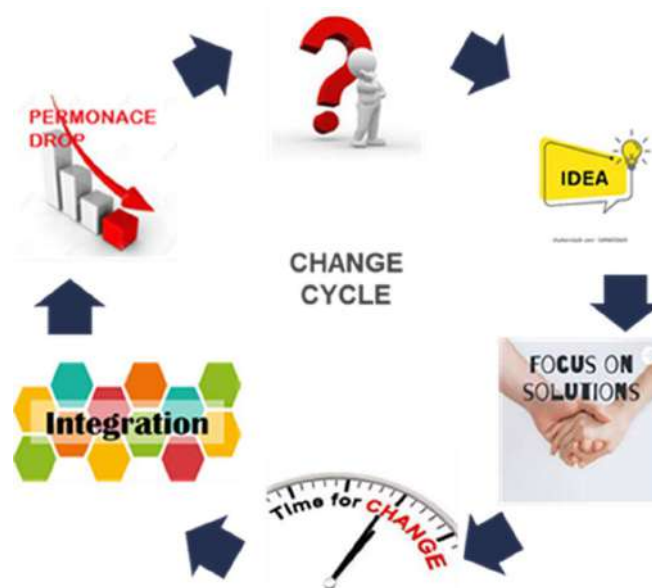 PERMONACE
DROP
IDEA
CHANGE
CYCLE
FOCUS ON
SOLUTIONS
Integration
Time for CHANGE